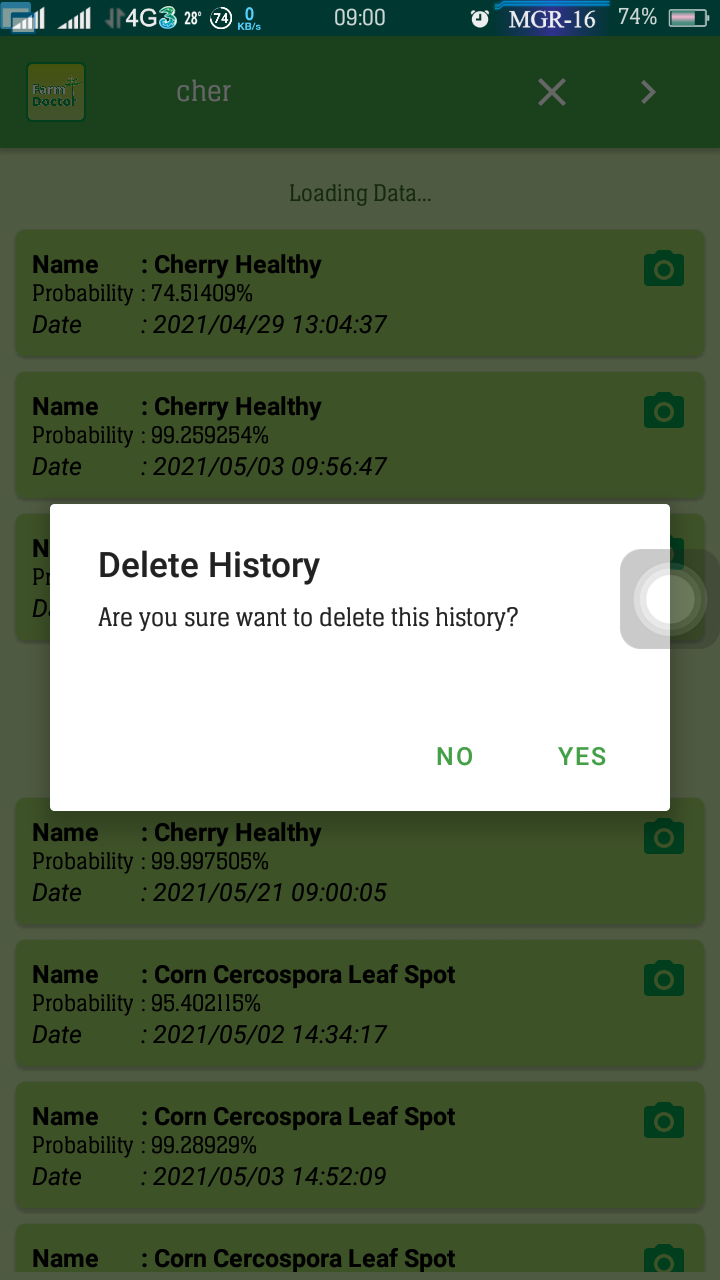 4G 3 28° 74 0 KB/s 09:00 MGR-16 74%
Farm Doctor cher
Loading Data...
Name : Cherry Healthy
Probability : 74.51409%
Date : 2021/04/29 13:04:37
Name : Cherry Healthy
Probability : 99.259254%
Date : 2021/05/03 09:56:47
Delete History
Are you sure want to delete this history?
NO YES
Name : Cherry Healthy
Probability : 99.997505%
Date : 2021/05/21 09:00:05
Name : Corn Cercospora Leaf Spot
Probability : 95.402115%
Date : 2021/05/02 14:34:17
Name : Corn Cercospora Leaf Spot
Probability : 99.28929%
Date : 2021/05/03 14:52:09
Name : Corn Cercospora Leaf Spot